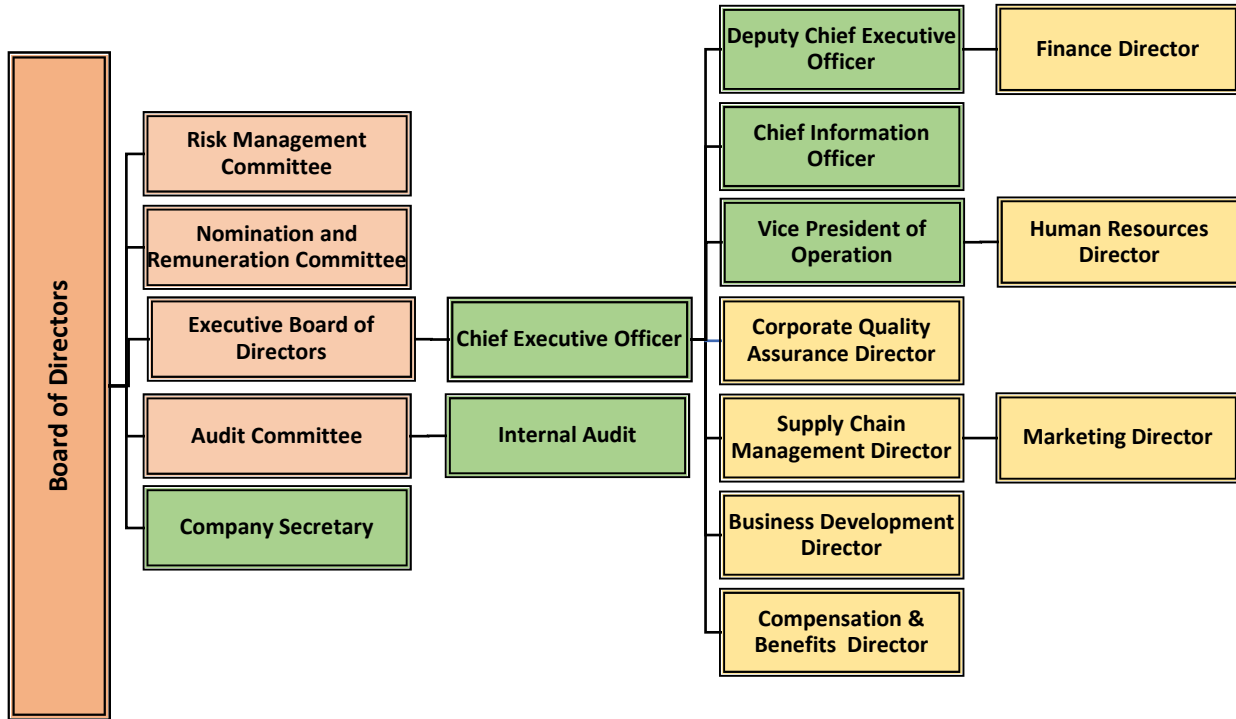 Board of Directors
Risk Management
Committee
Nomination and
Remuneration Committee
Executive Board of
Directors
Audit Committee
Company Secretary
Chief Executive Officer
Internal Audit
Deputy Chief Executive
Officer
Chief Information
Officer
Vice President of
Operation
Corporate Quality
Assurance Director
Supply Chain
Management Director
Business Development
Director
Compensation &
Benefits  Director
Finance Director
Human Resources
Director
Marketing Director